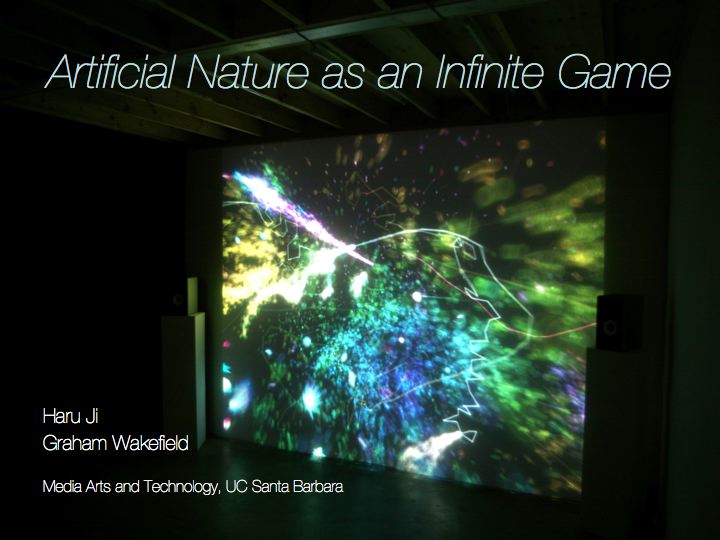 Artificial Nature as an Infinite Game
Haru Ji
Graham Wakefield
Media Arts and Technology, UC Santa Barbara